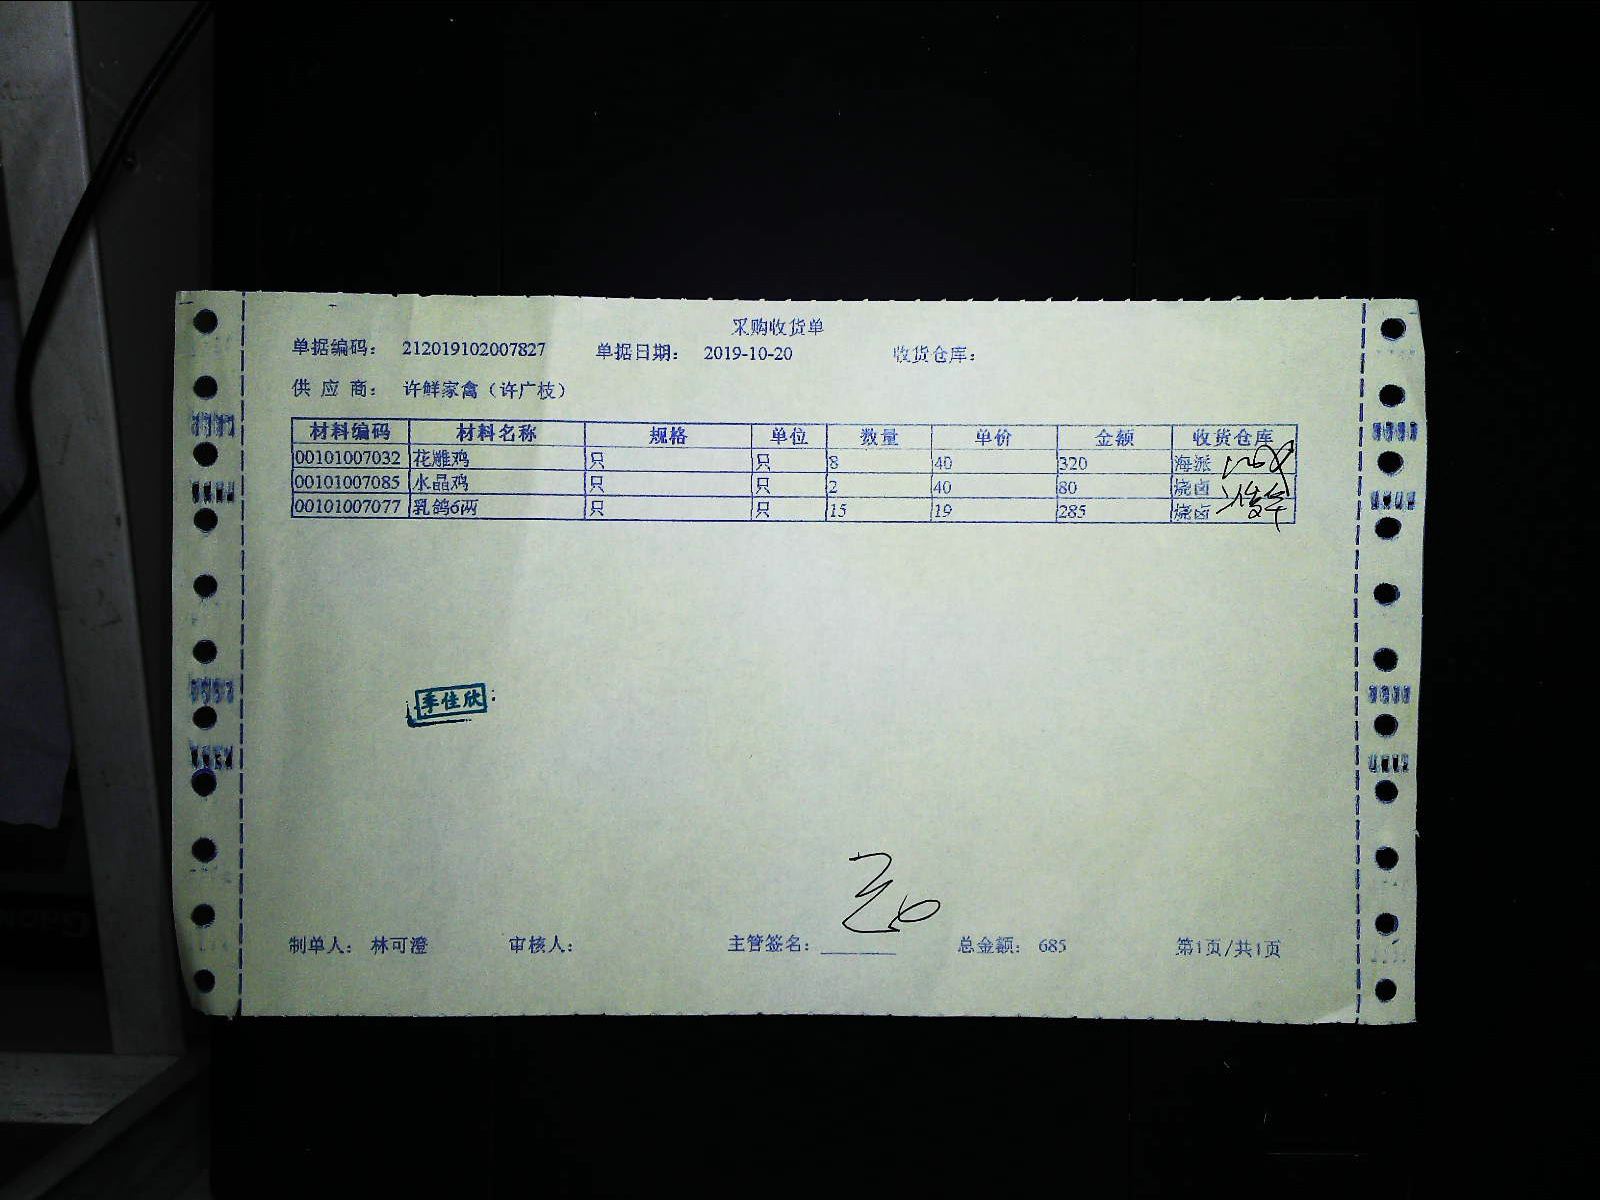 采购收货单
单据编码： 212019102007827 单据日期： 2019-10-20 收货仓库：
供 应 商： 许鲜家禽（许广枝）
材料编码 材料名称 规格 单位 数量 单价 金额 收货仓库
00101007032 花雕鸡 只 只 8 40 320 海派
00101007085 水晶鸡 只 只 2 40 80 烧卤
00101007077 乳鸽6两 只 只 15 19 285 烧卤
季佳欣
制单人： 林可澄 审核人： 主管签名：________ 总金额： 685 第1页/共1页